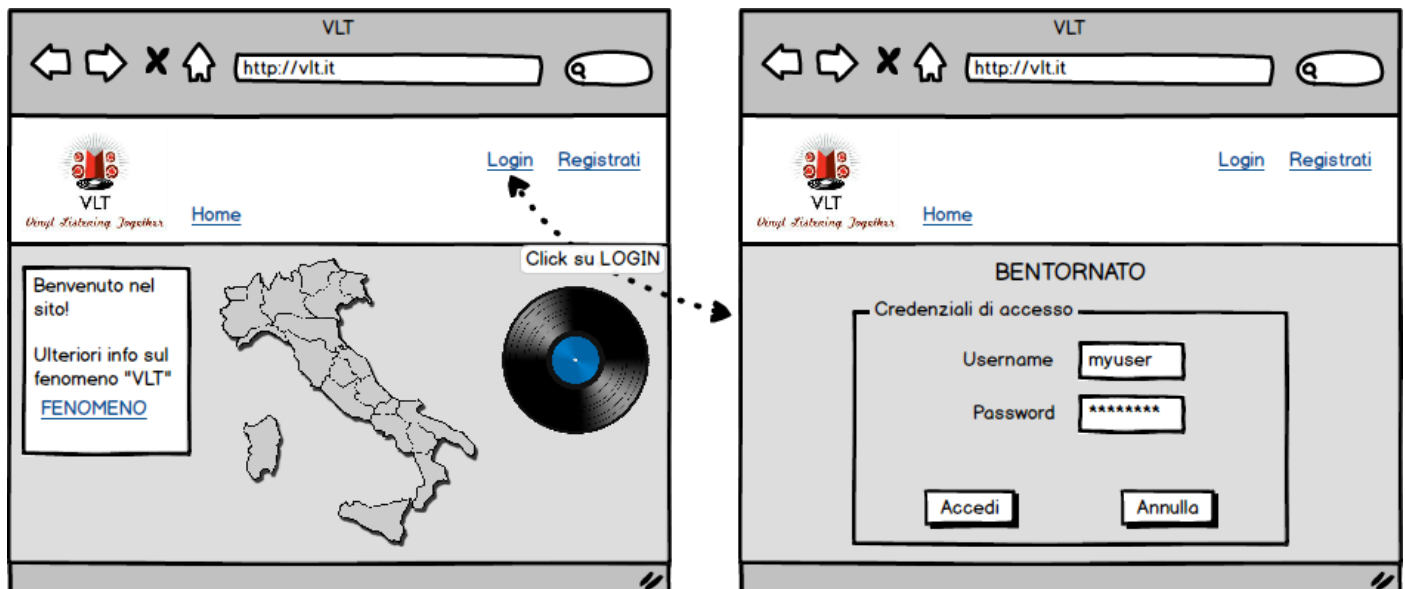 VLT
http://vlt.it
Login Registrati
VLT
Vinyl Listening Together
Home
Click su LOGIN
Benvenuto nel
sito!
Ulteriori info sul
fenomeno "VLT"
FENOMENO
VLT
http://vlt.it
Login Registrati
VLT
Vinyl Listening Together
Home
BENTORNATO
Credenziali di accesso
Username myuser
Password ********
Accedi Annulla